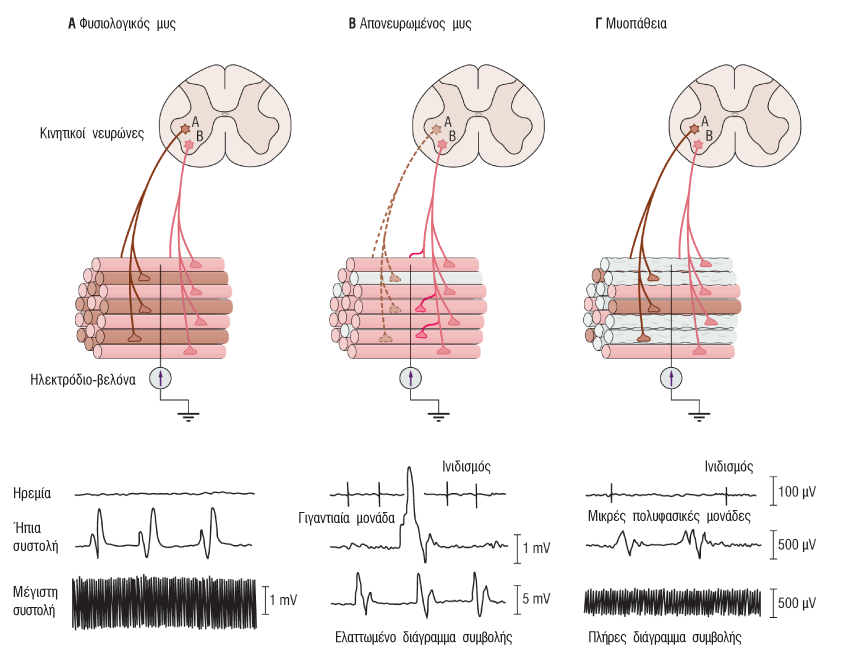 Α Φυσιολογικός μυς
Β Απονευρωμένος μυς
Γ Μυοπάθεια
Κινητικοί νευρώνες
A
B
A
B
A
B
Ηλεκτρόδιο-βελόνα
Ηρεμία
Ήπια
συστολή
Μέγιστη
συστολή
1 mV
Ινιδισμός
Γιγαντιαία μονάδα
1 mV
5 mV
Ελαττωμένο διάγραμμα συμβολής
Ινιδισμός
100 μV
Μικρές πολυφασικές μονάδες
500 μV
500 μV
Πλήρες διάγραμμα συμβολής